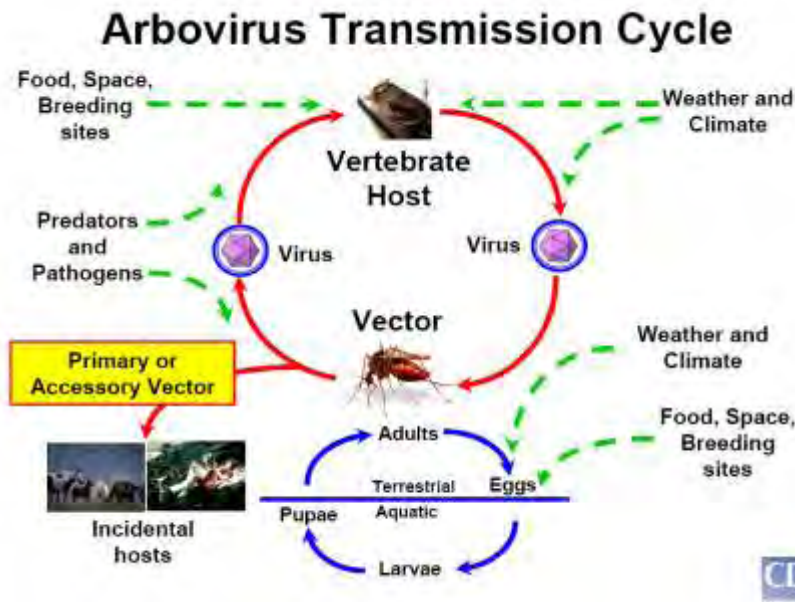 Arbovirus Transmission Cycle
Food, Space,
Breeding
sites
Weather and
Climate
Vertebrate
Host
Predators
and
Pathogens
Virus
Virus
Vector
Primary or
Accessory Vector
Weather and
Climate
Food, Space,
Breeding
sites
Adults
Terrestrial
Eggs
Pupae
Aquatic
Larvae
Incidental
hosts